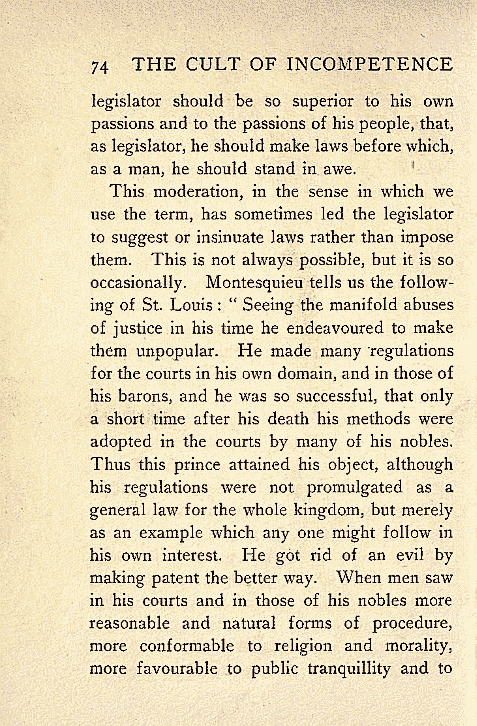 74 THE CULT OF INCOMPETENCE
legislator should be so superior to his own
passions and to the passions of his people, that,
as legislator, he should make laws before which,
as a man, he should stand in awe.
This moderation, in the sense in which we
use the term, has sometimes led the legislator
to suggest or insinuate laws rather than impose
them. This is not always possible, but it is so
occasionally. Montesquieu tells us the follow-
ing of St. Louis : “ Seeing the manifold abuses
of justice in his time he endeavoured to make
them unpopular. He made many regulations
for the courts in his own domain, and in those of
his barons, and he was so successful, that only
a short time after his death his methods were
adopted in the courts by many of his nobles.
Thus this prince attained his object, although
his regulations were not promulgated as a
general law for the whole kingdom, but merely
as an example which any one might follow in
his own interest. He got rid of an evil by
making patent the better way. When men saw
in his courts and in those of his nobles more
reasonable and natural forms of procedure,
more conformable to religion and morality,
more favourable to public tranquillity and to